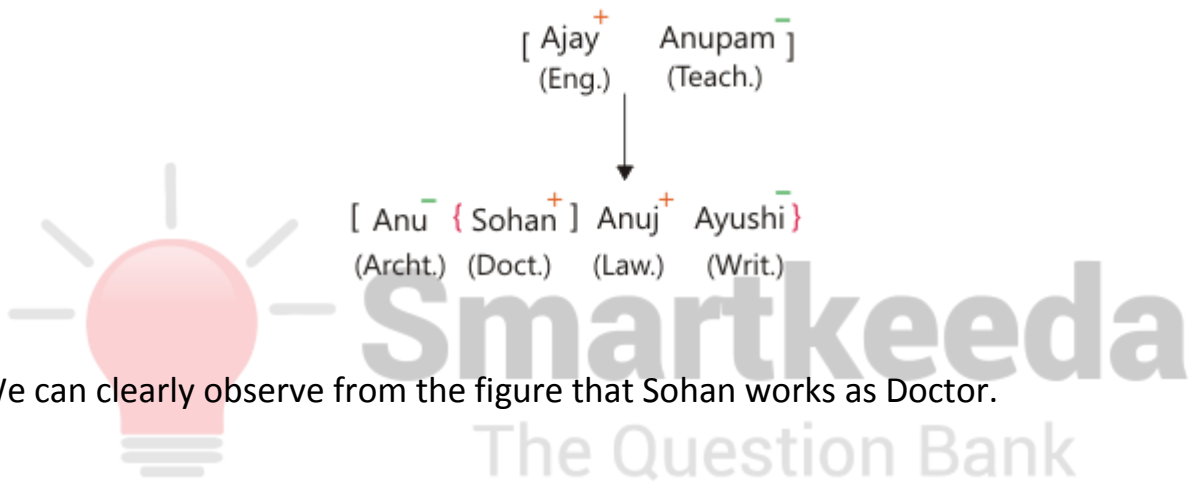 [ Ajay+ Anupam− ]
(Eng.) (Teach.)
[ Anu− { Sohan+ ] Anuj+ Ayushi− }
(Archt.) (Doct.) (Law.) (Writ.)
Smartkeeda
e can clearly observe from the figure that Sohan works as Doctor.
The Question Bank